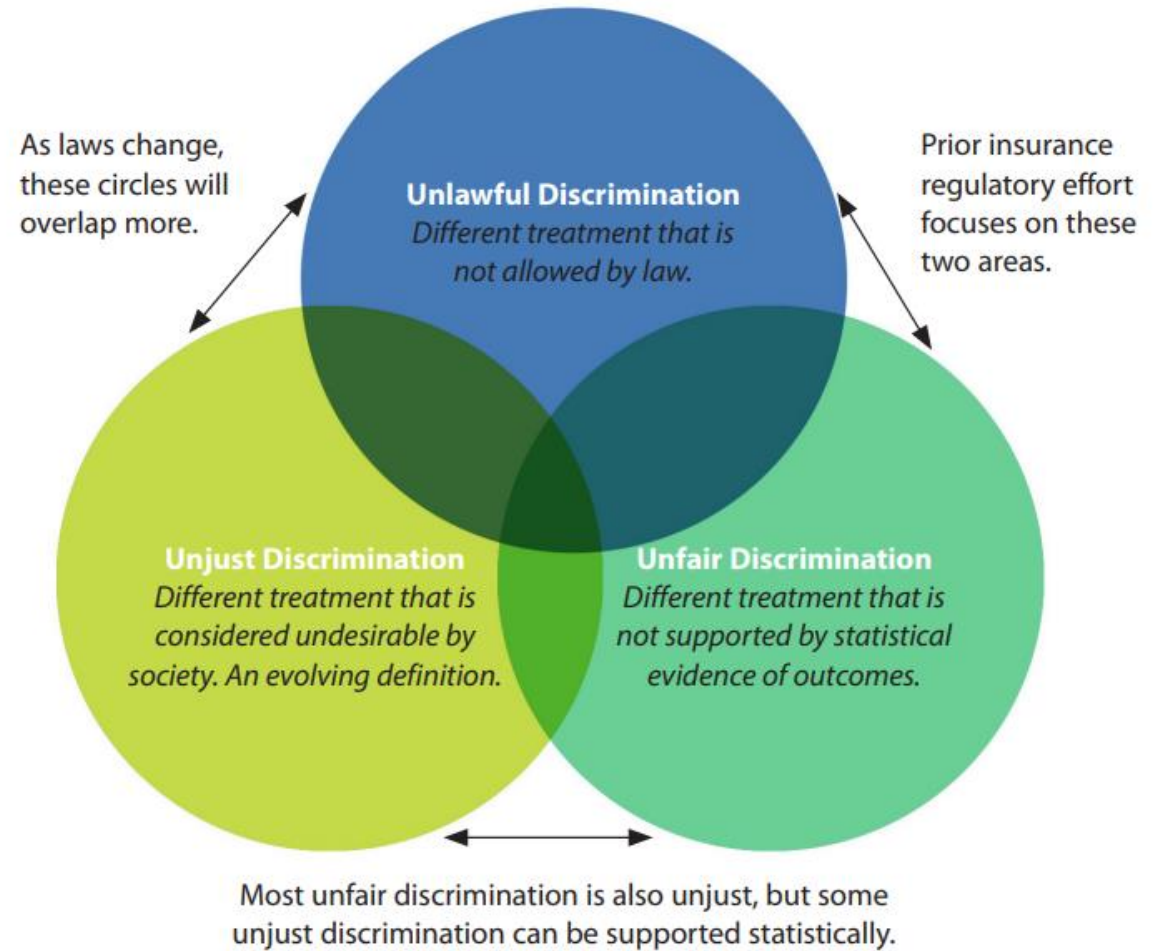 As laws change,
these circles will
overlap more.
Prior insurance
regulatory effort
focuses on these
two areas.
Unlawful Discrimination
Different treatment that is
not allowed by law.
Unjust Discrimination
Different treatment that is
considered undesirable by
society. An evolving definition.
Unfair Discrimination
Different treatment that is
not supported by statistical
evidence of outcomes.
Most unfair discrimination is also unjust, but some
unjust discrimination can be supported statistically.